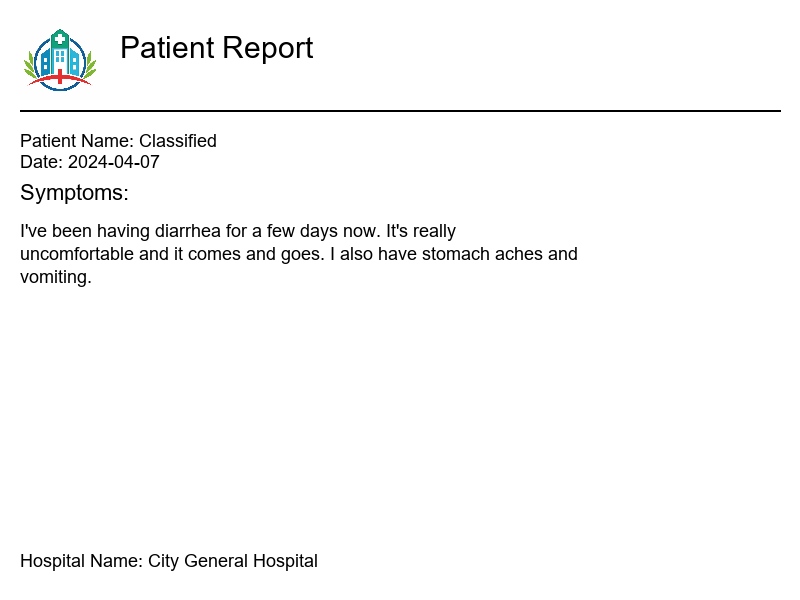 Patient Report
Patient Name: Classified
Date: 2024-04-07
Symptoms:
I've been having diarrhea for a few days now. It's really
uncomfortable and it comes and goes. I also have stomach aches and
vomiting.
Hospital Name: City General Hospital